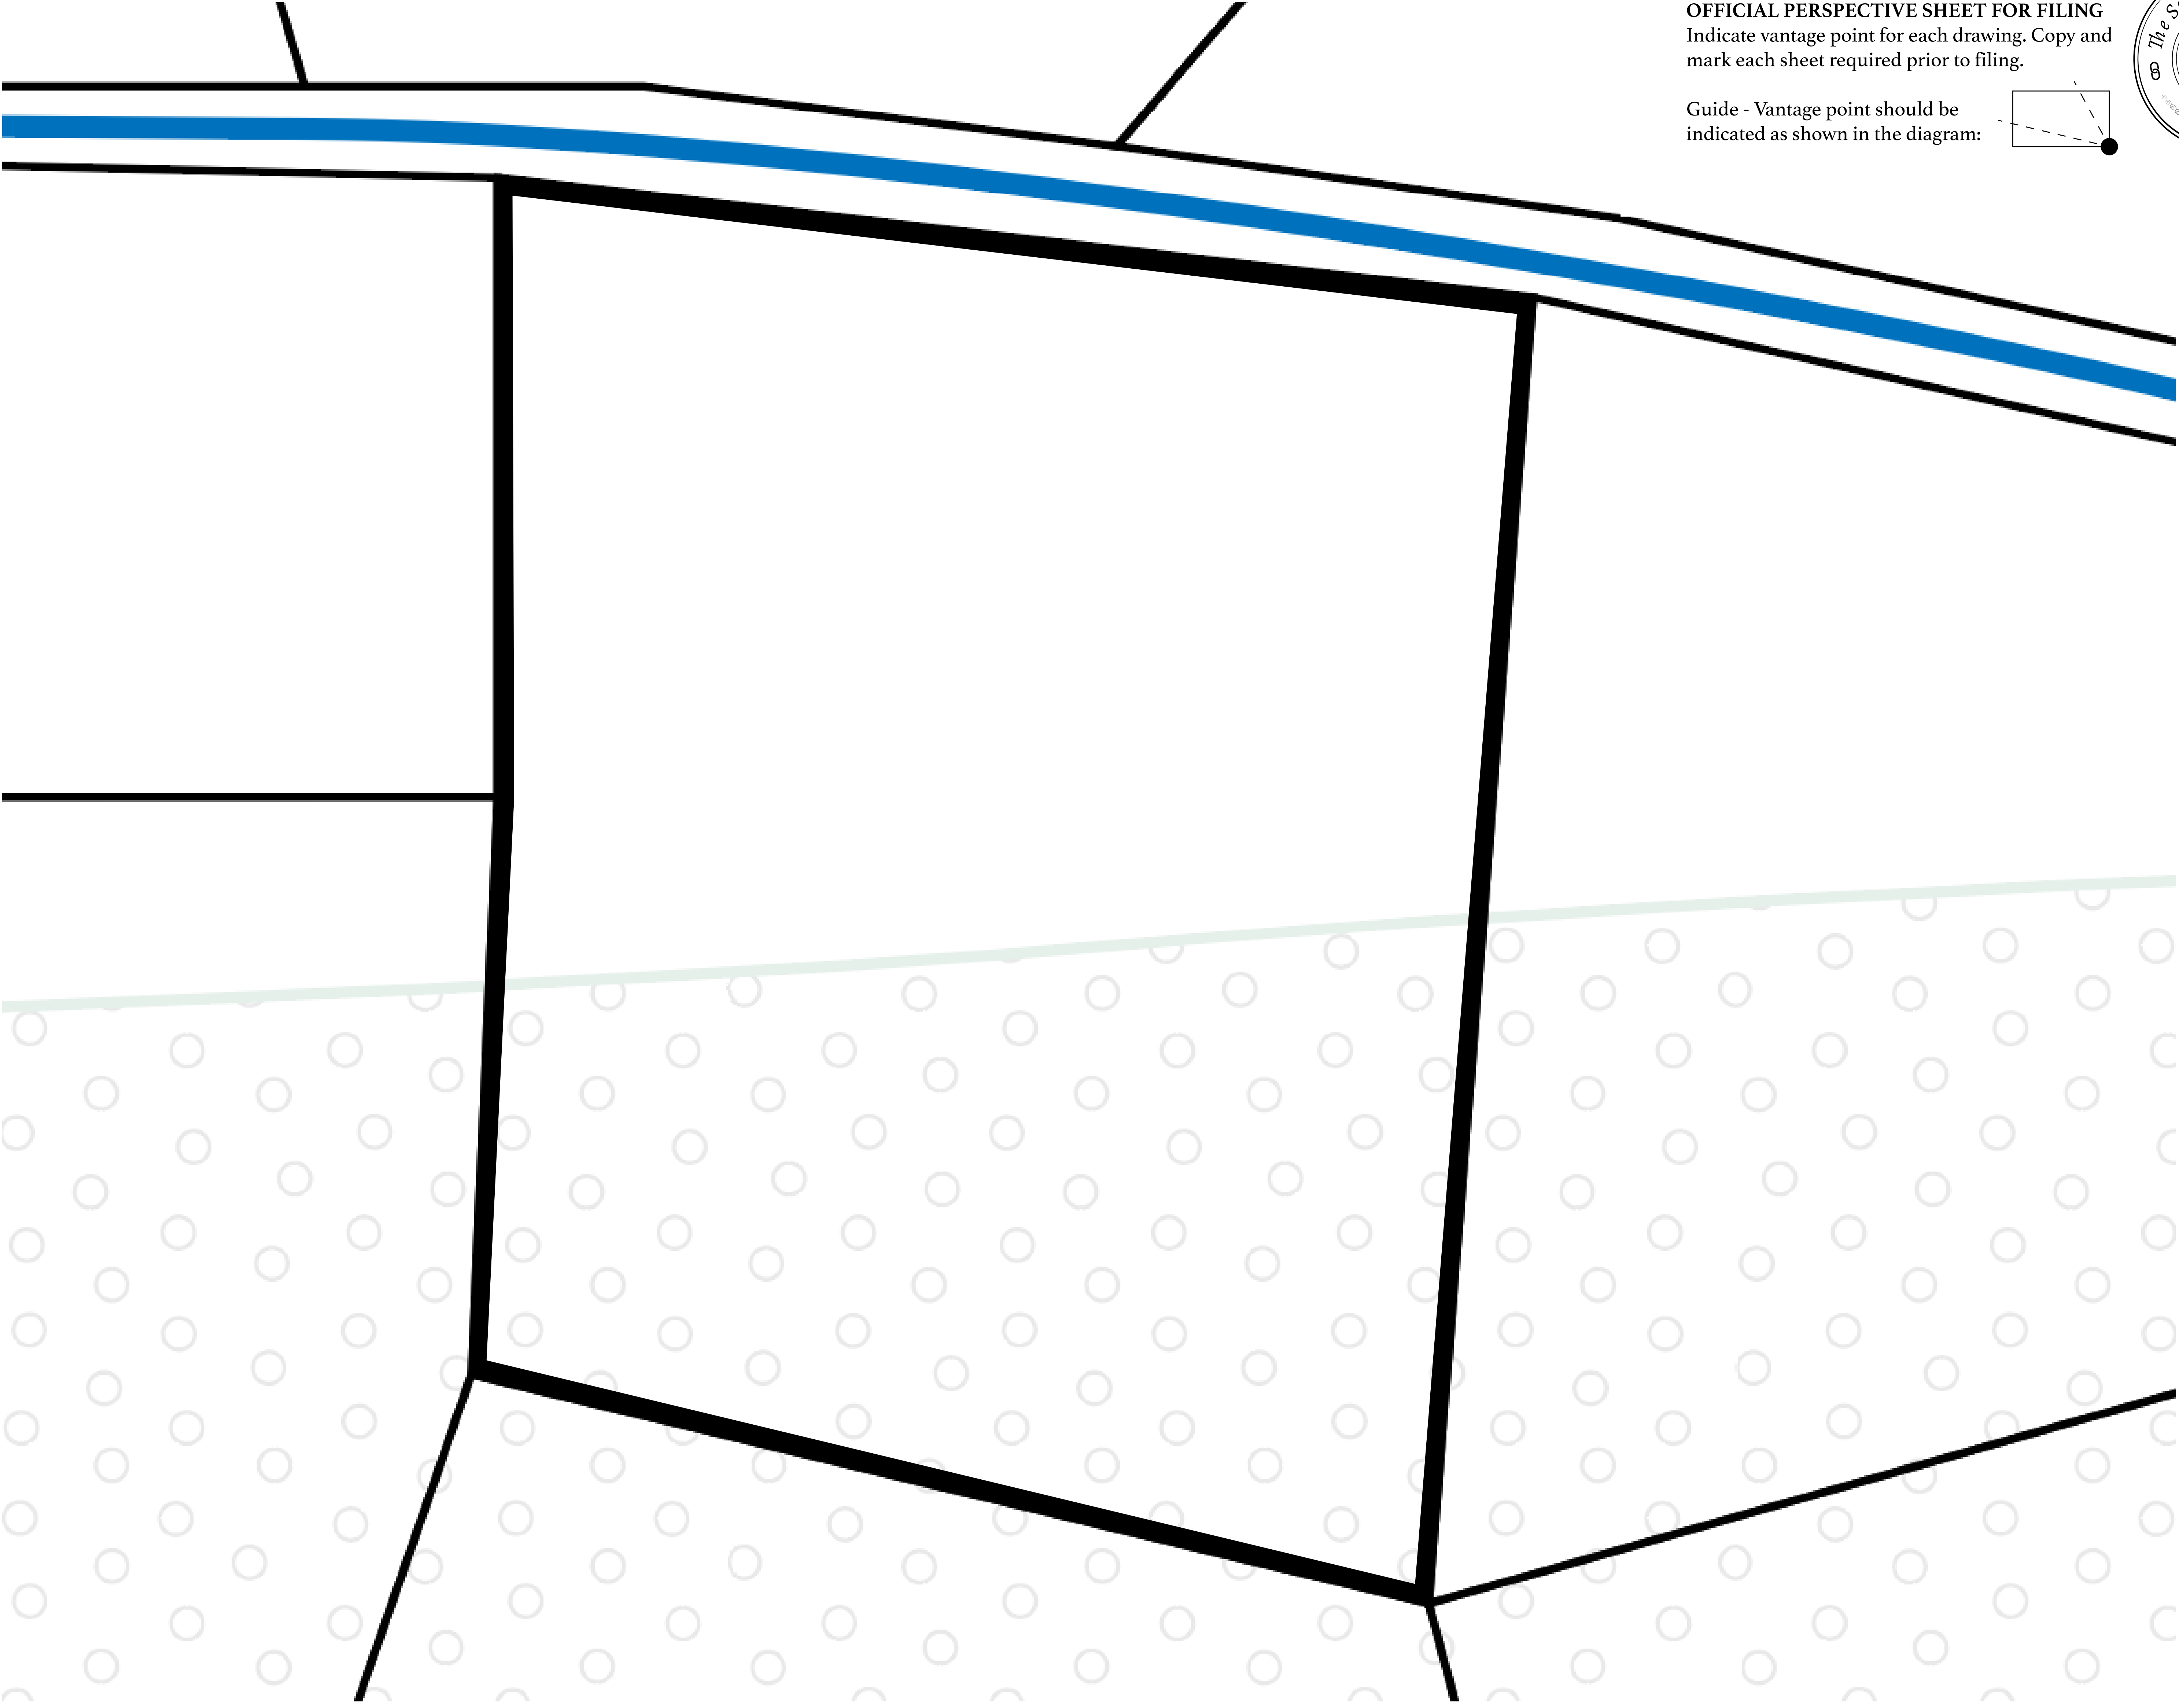 OFFICIAL PERSPECTIVE SHEET FOR FILING
Indicate vantage point for each drawing. Copy and
mark each sheet required prior to filing.
Guide - Vantage point should be
indicated as shown in the diagram:
The